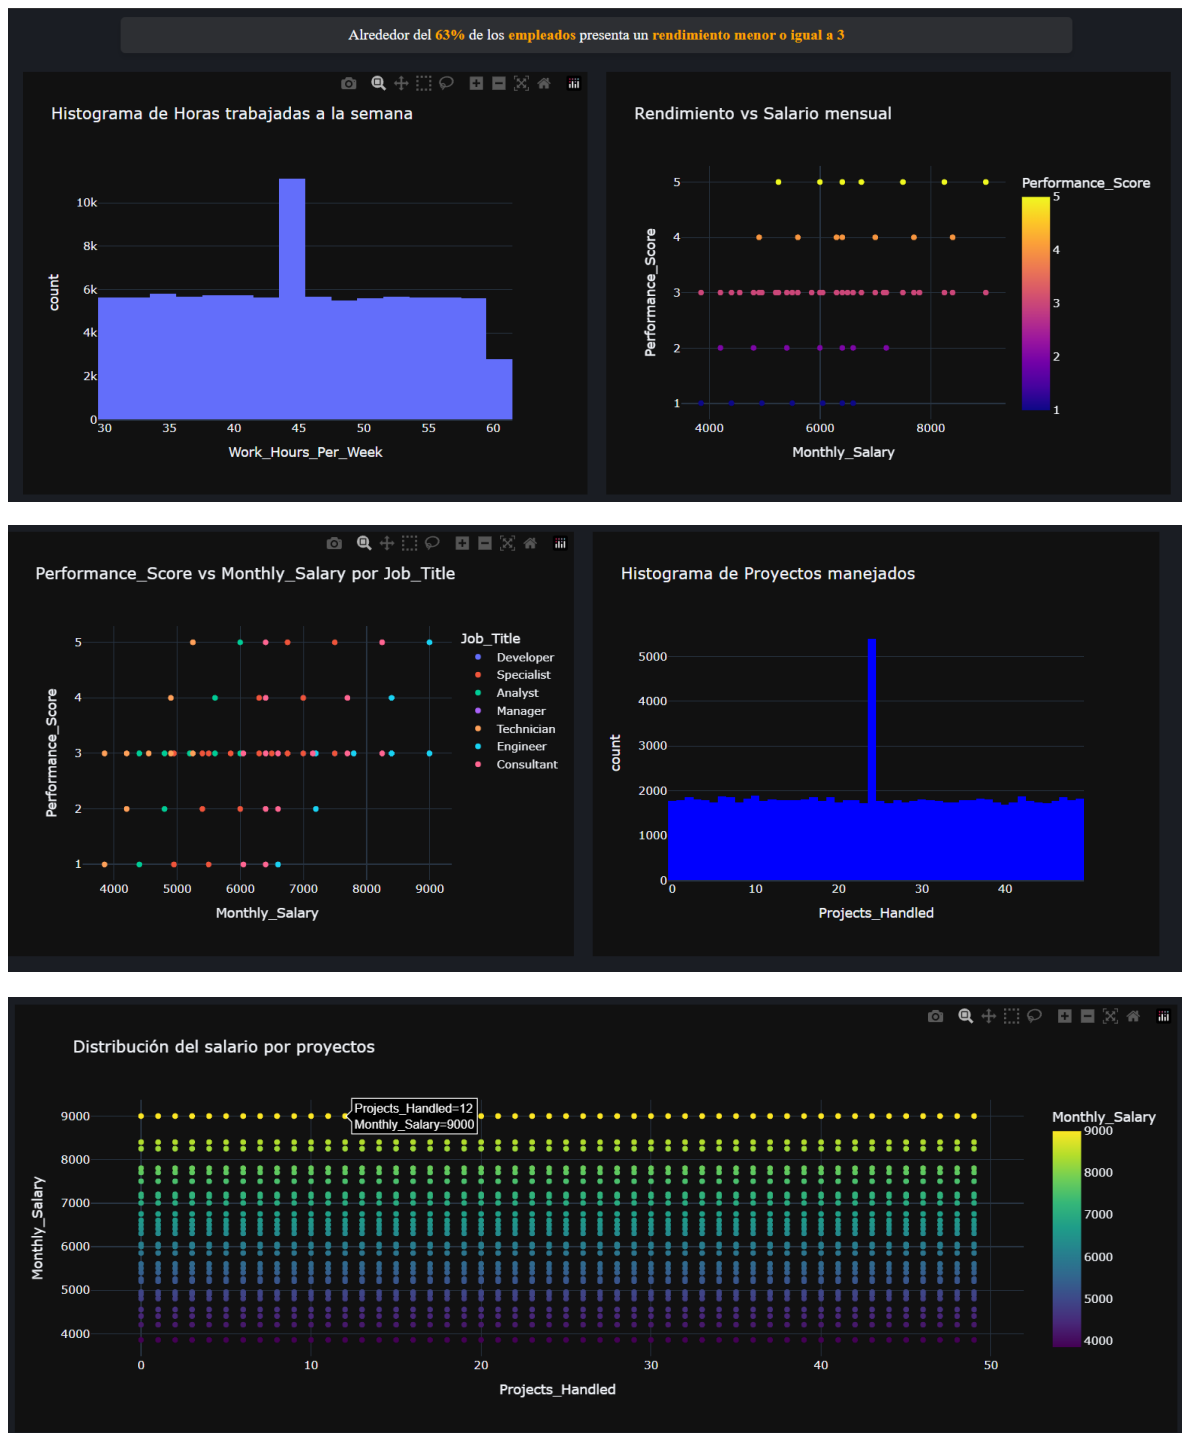 Alrededor del 63% de los empleados presenta un rendimiento menor o igual a 3
Histograma de Horas trabajadas a la semana
10k
8k
6k
4k
2k
0
count
30 35 40 45 50 55 60
Work_Hours_Per_Week
Rendimiento vs Salario mensual
5
4
3
2
1
Performance_Score
4000 6000 8000
Monthly_Salary
Performance_Score
5
4
3
2
1
Performance_Score vs Monthly_Salary por Job_Title
5
4
3
2
1
Performance_Score
4000 5000 6000 7000 8000 9000
Monthly_Salary
Job_Title
Developer
Specialist
Analyst
Manager
Technician
Engineer
Consultant
Histograma de Proyectos manejados
5000
4000
3000
2000
1000
0
count
0 10 20 30 40
Projects_Handled
Distribución del salario por proyectos
9000
8000
7000
6000
5000
4000
Monthly_Salary
Projects_Handled=12
Monthly_Salary=9000
0 10 20 30 40 50
Projects_Handled
Monthly_Salary
9000
8000
7000
6000
5000
4000